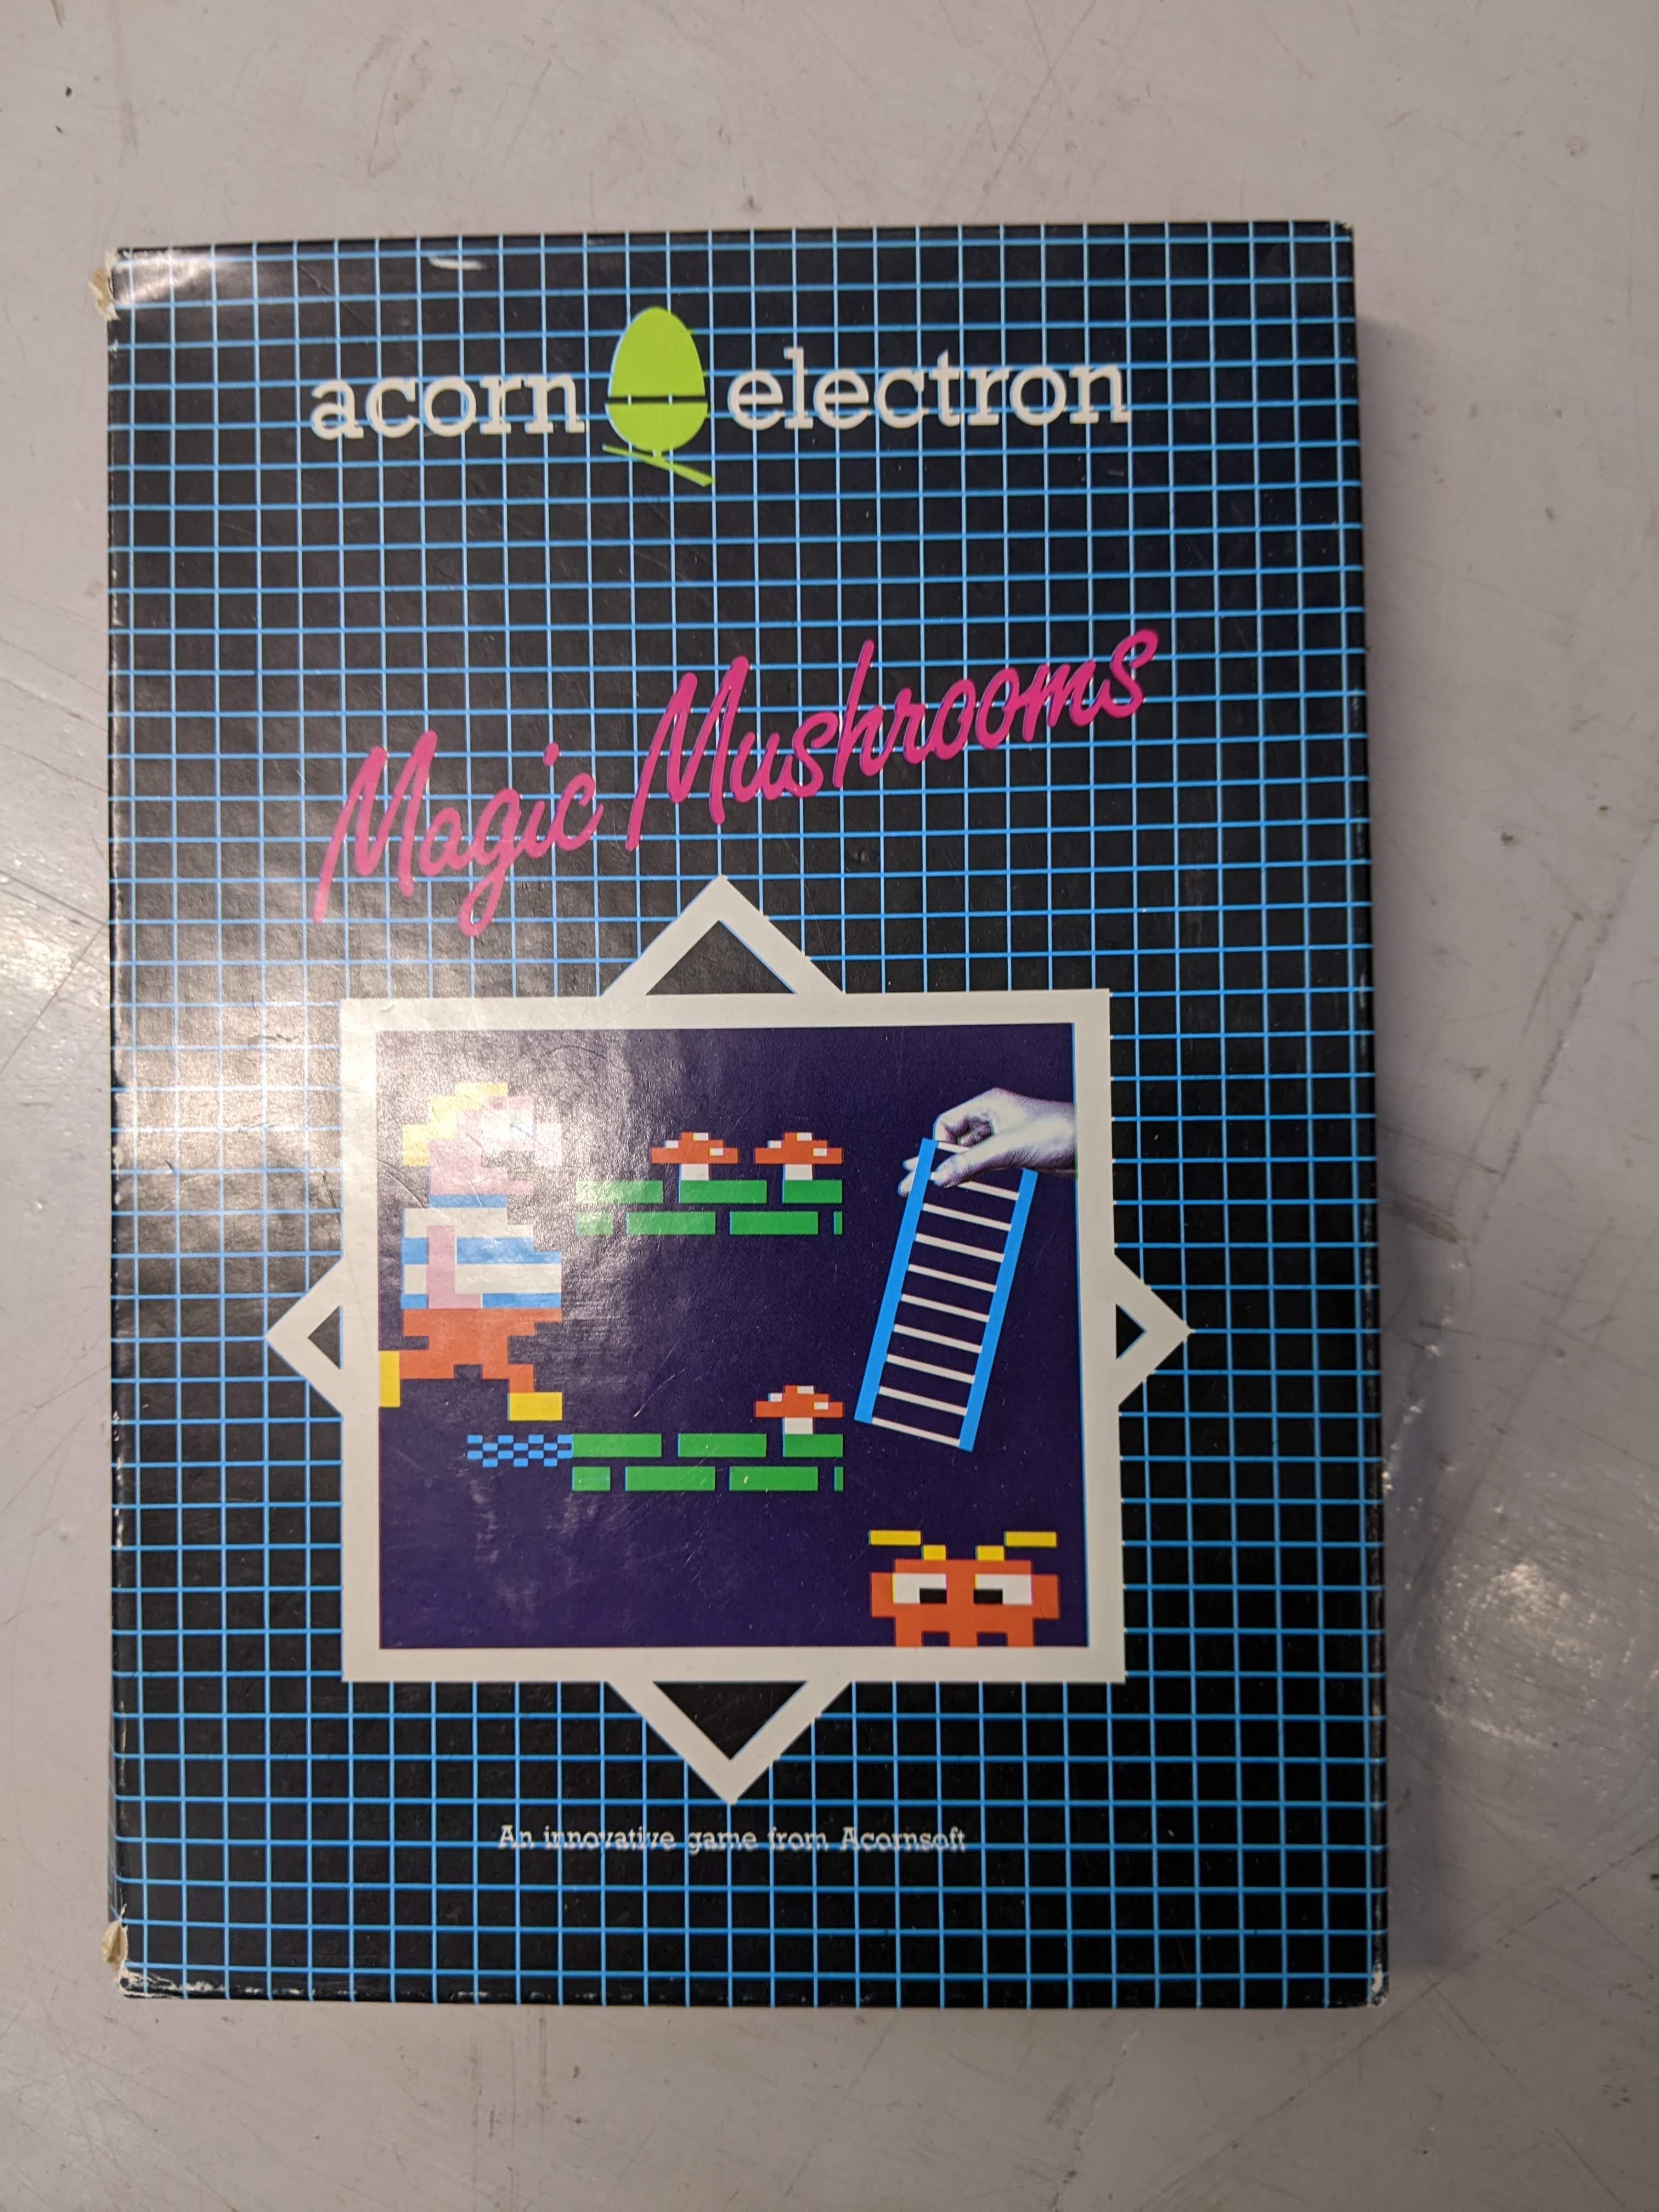 acorn electron
Magic Mushrooms
An innovative game from Acornsoft